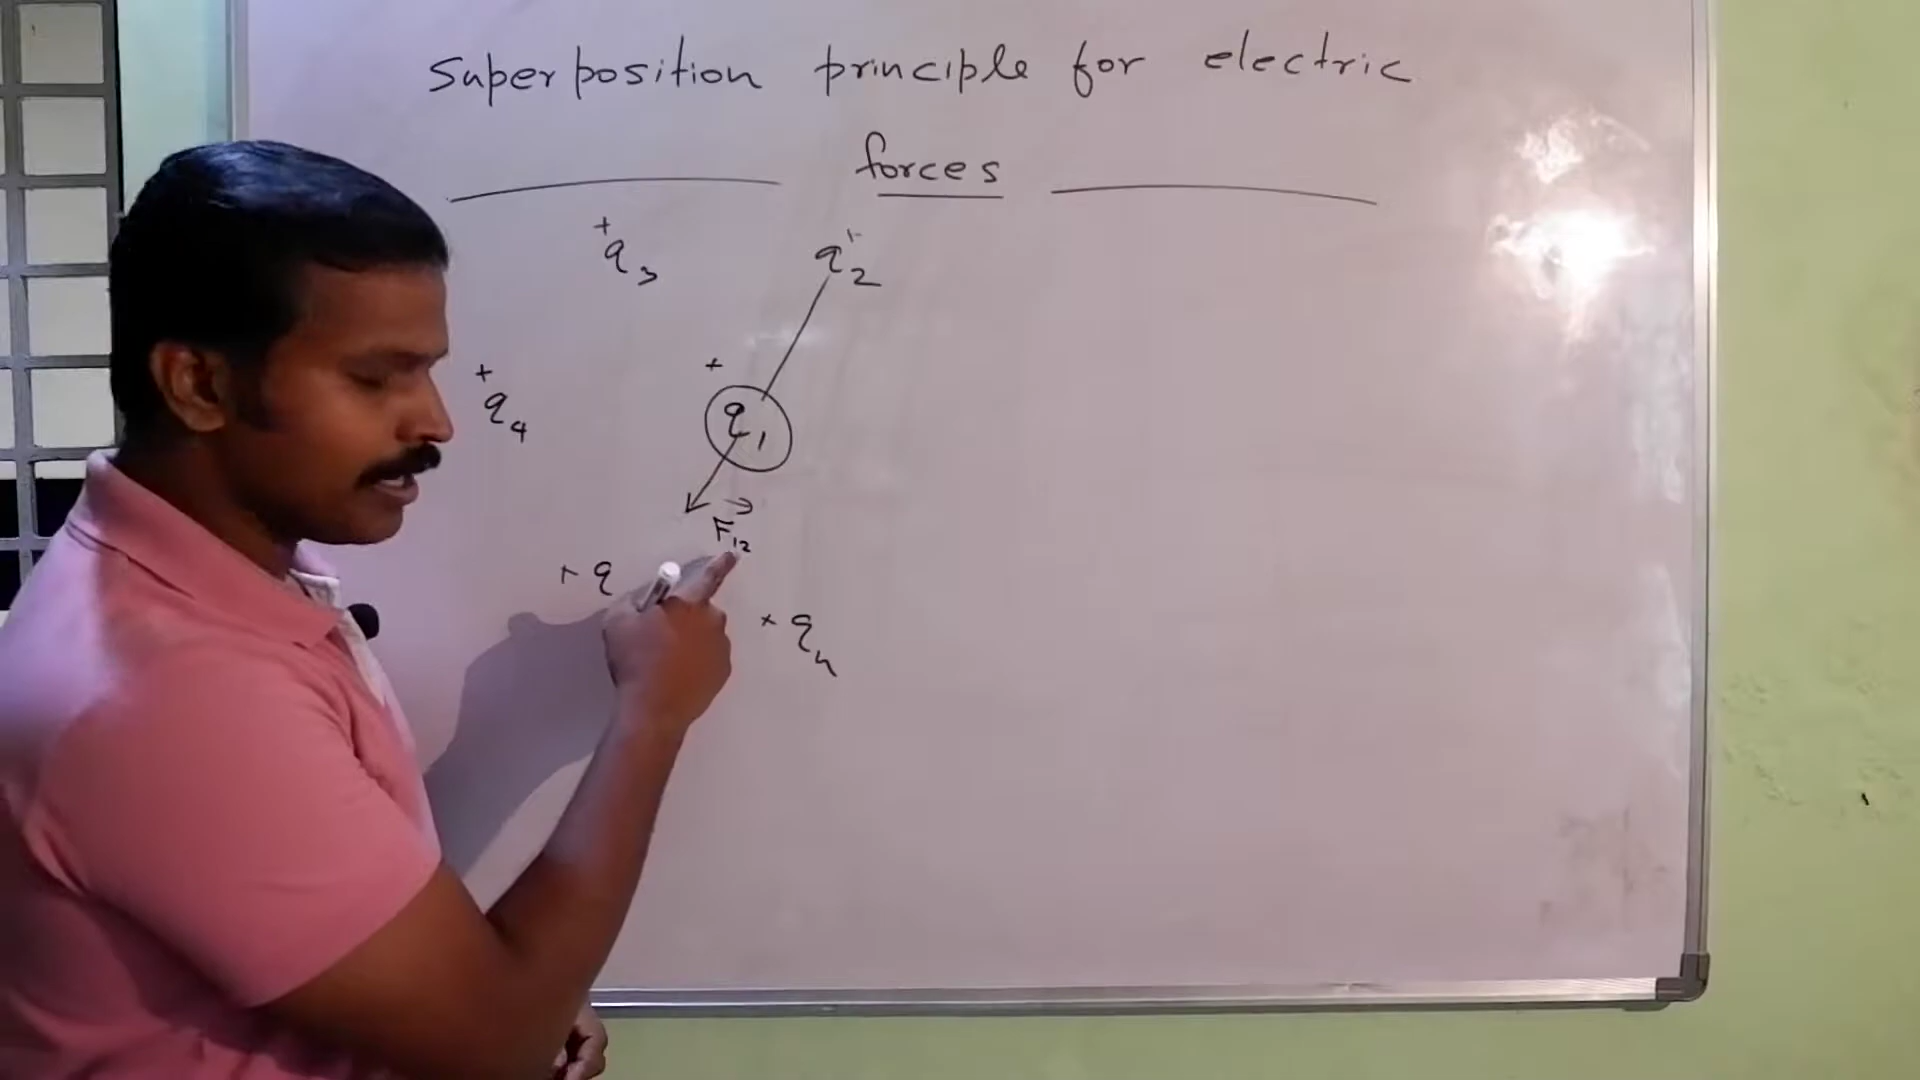 Superposition principle for electric
forces
+ q3
q2 +
+ q4
+ q1
F12
+ q
+ qn